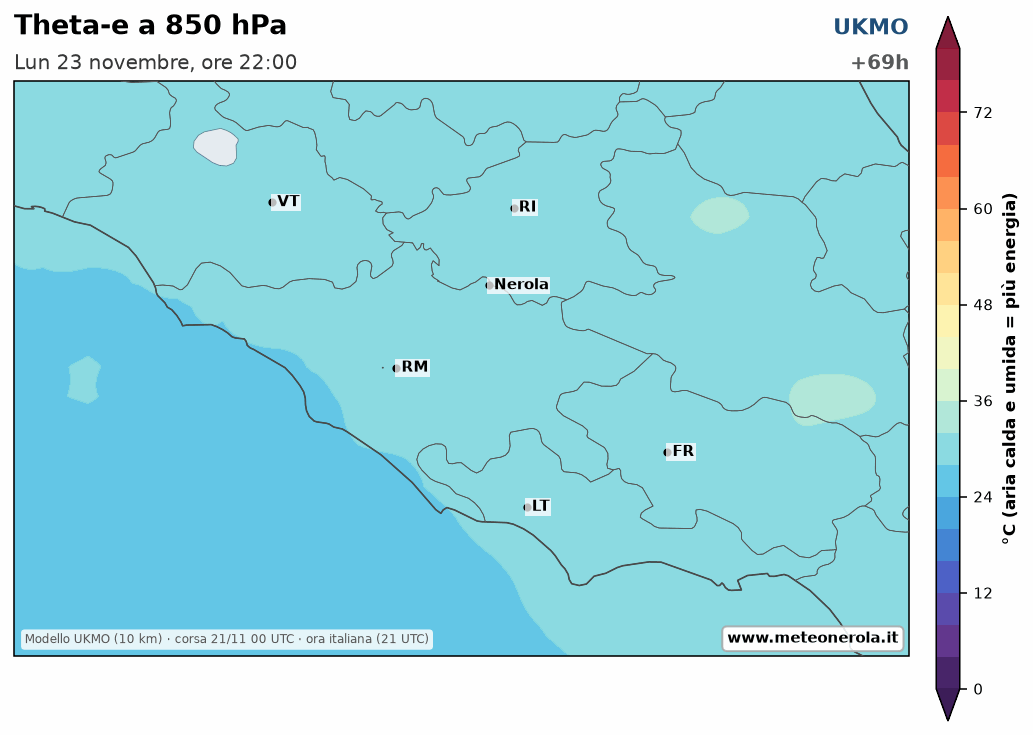 Theta-e a 850 hPa
UKMO
Lun 23 novembre, ore 22:00
+69h
72
60
48
36
24
12
0
°C (aria calda e umida = più energia)
VT
RI
Nerola
RM
FR
LT
Modello UKMO (10 km) · corsa 21/11 00 UTC · ora italiana (21 UTC)
www.meteonerola.it